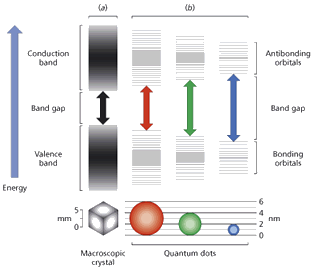 (a)
(b)
Conduction
band
Antibonding
orbitals
Band gap
Band gap
Valence
band
Bonding
orbitals
Energy
mm
5
0
6
4
2
0
nm
Macroscopic
crystal
Quantum dots